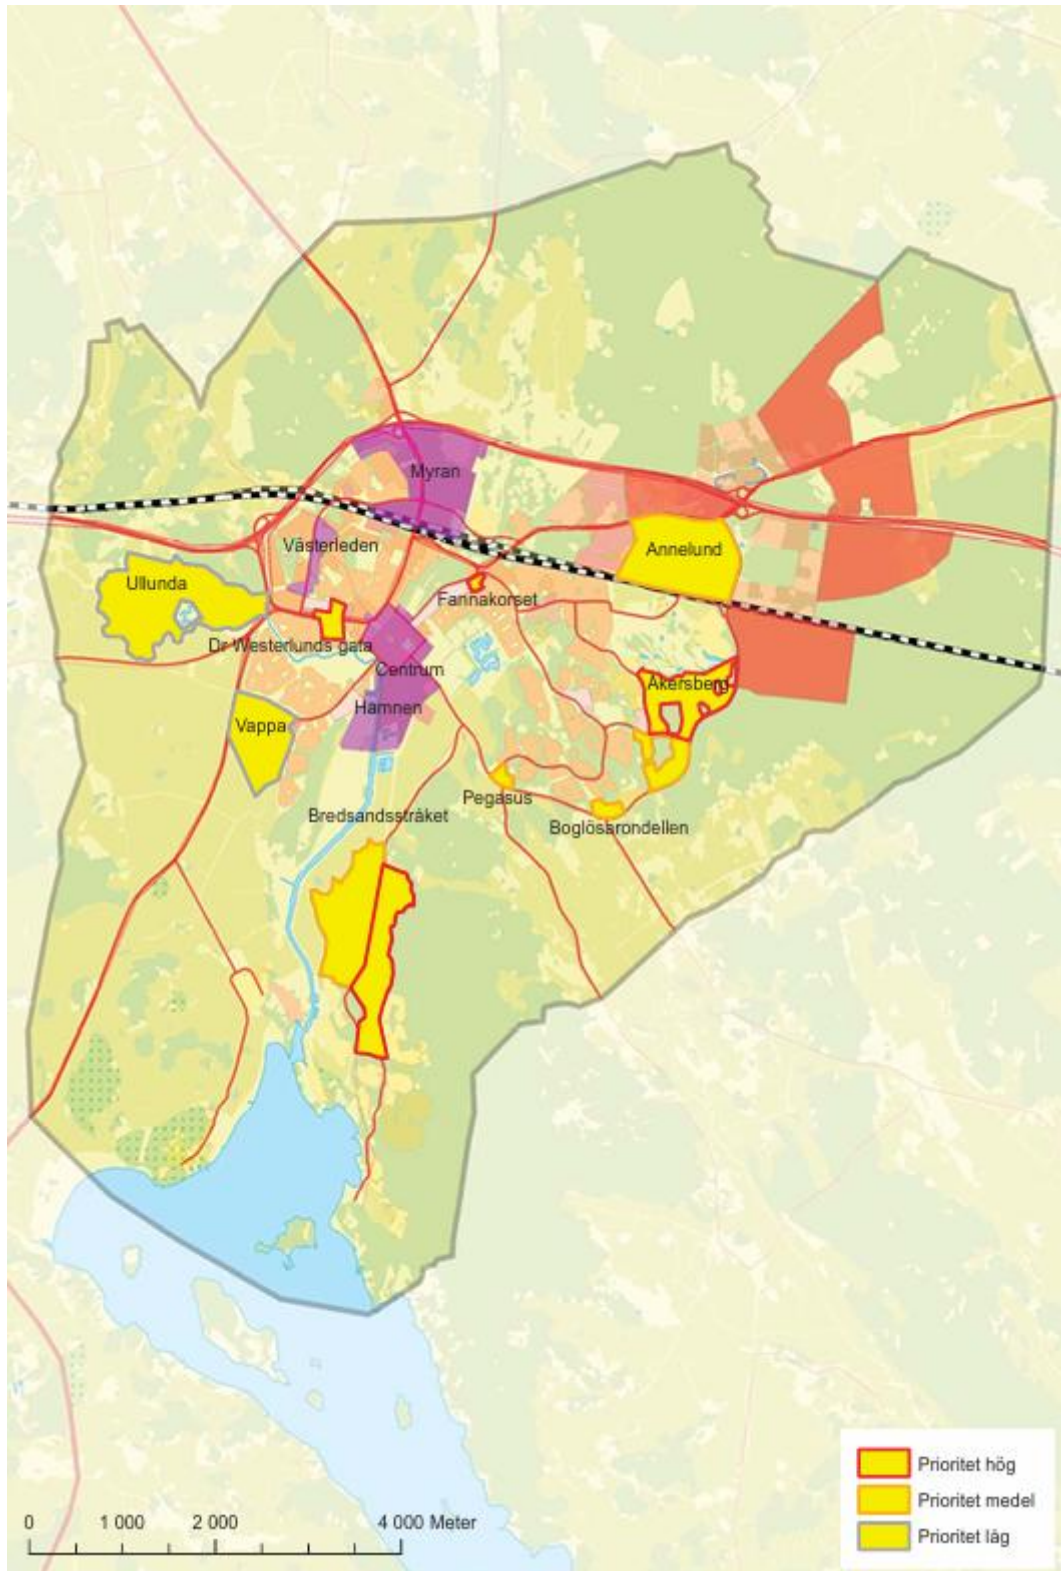 Myran
Västerleden
Annelund
Ullunda
Fannakorset
Dr Westerlunds gata
Centrum
Åkersberg
Hamnen
Vappa
Pegasus
Bredsandsstråket
Boglösarondellen
Prioritet hög
Prioritet medel
Prioritet låg
0 1 000 2 000 4 000 Meter